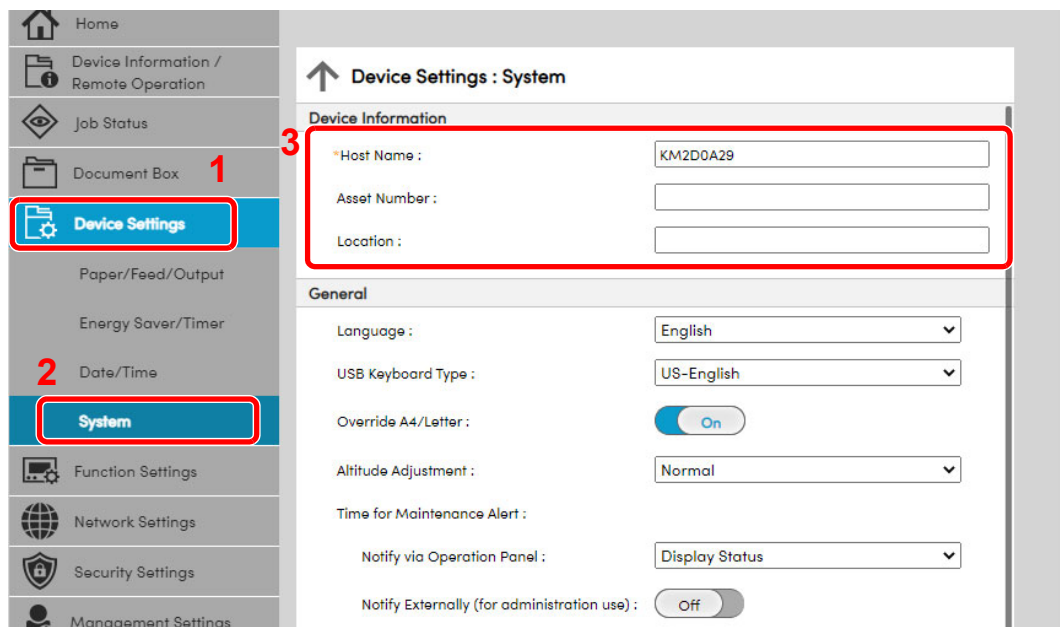 Home
Device Information /
Remote Operation
Job Status
Document Box
1
Device Settings
Paper/Feed/Output
Energy Saver/Timer
Date/Time
2
System
Function Settings
Network Settings
Security Settings
Management Settings
Device Settings : System
Device Information
3
*Host Name : KM2D0A29
Asset Number :
Location :
General
Language : English
USB Keyboard Type : US-English
Override A4/Letter : On
Altitude Adjustment : Normal
Time for Maintenance Alert :
Notify via Operation Panel : Display Status
Notify Externally (for administration use) : Off